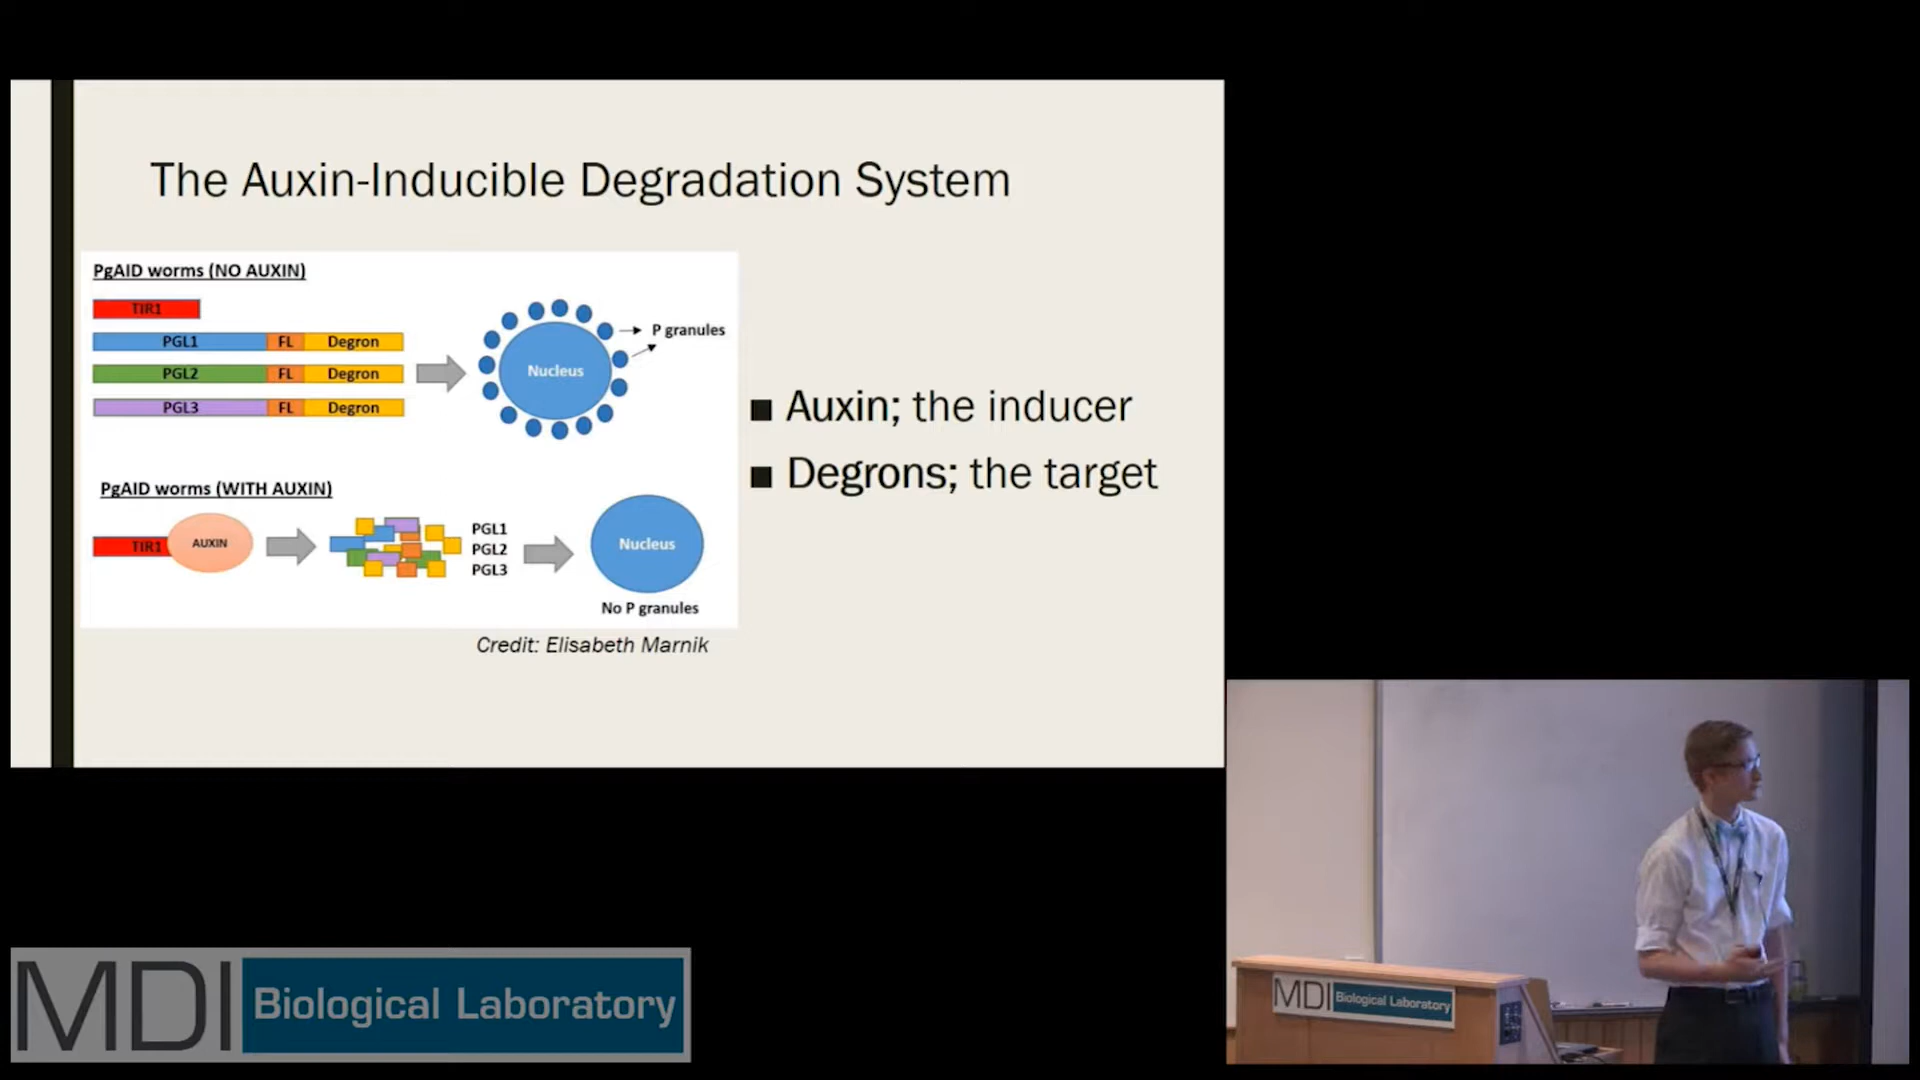 The Auxin-Inducible Degradation System
PgAID worms (NO AUXIN)
TIR1
PGL1 FL Degron
PGL2 FL Degron
PGL3 FL Degron
Nucleus
P granules
PgAID worms (WITH AUXIN)
TIR1 AUXIN
PGL1
PGL2
PGL3
Nucleus
No P granules
Credit: Elisabeth Marnik
■ Auxin; the inducer
■ Degrons; the target
MDI Biological Laboratory
MDI Biological Laboratory